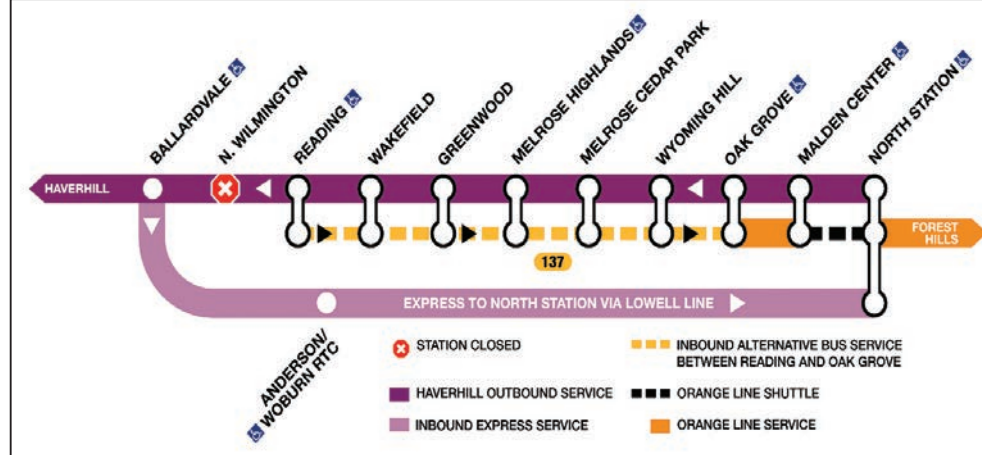 BALLARDVALE
N. WILMINGTON
READING
WAKEFIELD
GREENWOOD
MELROSE HIGHLANDS
MELROSE CEDAR PARK
WYOMING HILL
OAK GROVE
MALDEN CENTER
NORTH STATION
HAVERHILL
FOREST
HILLS
137
EXPRESS TO NORTH STATION VIA LOWELL LINE
ANDERSON/
WOBURN RTC
STATION CLOSED
HAVERHILL OUTBOUND SERVICE
INBOUND EXPRESS SERVICE
INBOUND ALTERNATIVE BUS SERVICE
BETWEEN READING AND OAK GROVE
ORANGE LINE SHUTTLE
ORANGE LINE SERVICE